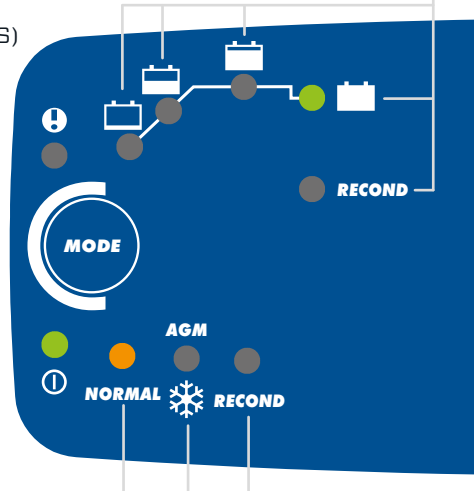 S)
RECOND
MODE
AGM
NORMAL
RECOND